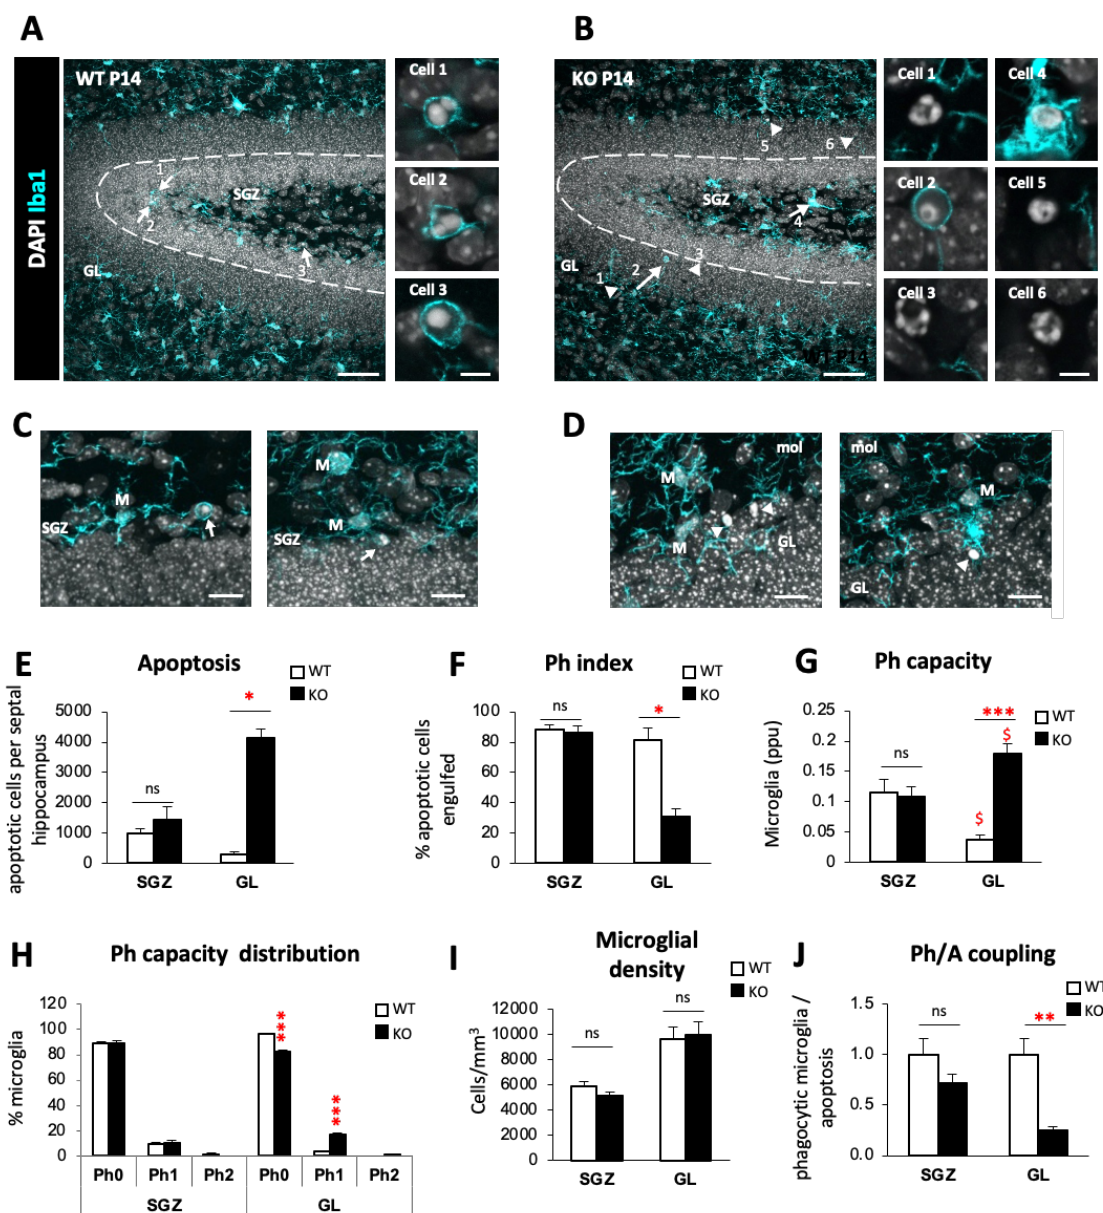 A
B
DAPI Iba1
WT P14
Cell 1
1
2
SGZ
3
GL
Cell 2
Cell 3
KO P14
5
6
SGZ
4
3
2
1
GL
WT P14
Cell 1
Cell 4
Cell 2
Cell 5
Cell 3
Cell 6
C
D
M
SGZ
M
M
SGZ
mol
M
M
GL
mol
M
GL
E
Apoptosis
WT
KO
apoptotic cells per septal
hippocampus
5000
4000
3000
2000
1000
0
ns
*
SGZ
GL
F
Ph index
WT
KO
% apoptotic cells
engulfed
100
80
60
40
20
0
ns
*
SGZ
GL
G
Ph capacity
WT
KO
Microglia (ppu)
0.25
0.2
0.15
0.1
0.05
0
ns
***
$
$
SGZ
GL
H
Ph capacity distribution
WT
KO
% microglia
120
100
80
60
40
20
0
***
***
Ph0
Ph1
Ph2
Ph0
Ph1
Ph2
SGZ
GL
I
Microglial
density
WT
KO
Cells/mm3
12000
10000
8000
6000
4000
2000
0
ns
ns
SGZ
GL
J
Ph/A coupling
WT
KO
phagocytic microglia /
apoptosis
1.5
1.0
0.5
0.0
ns
**
SGZ
GL